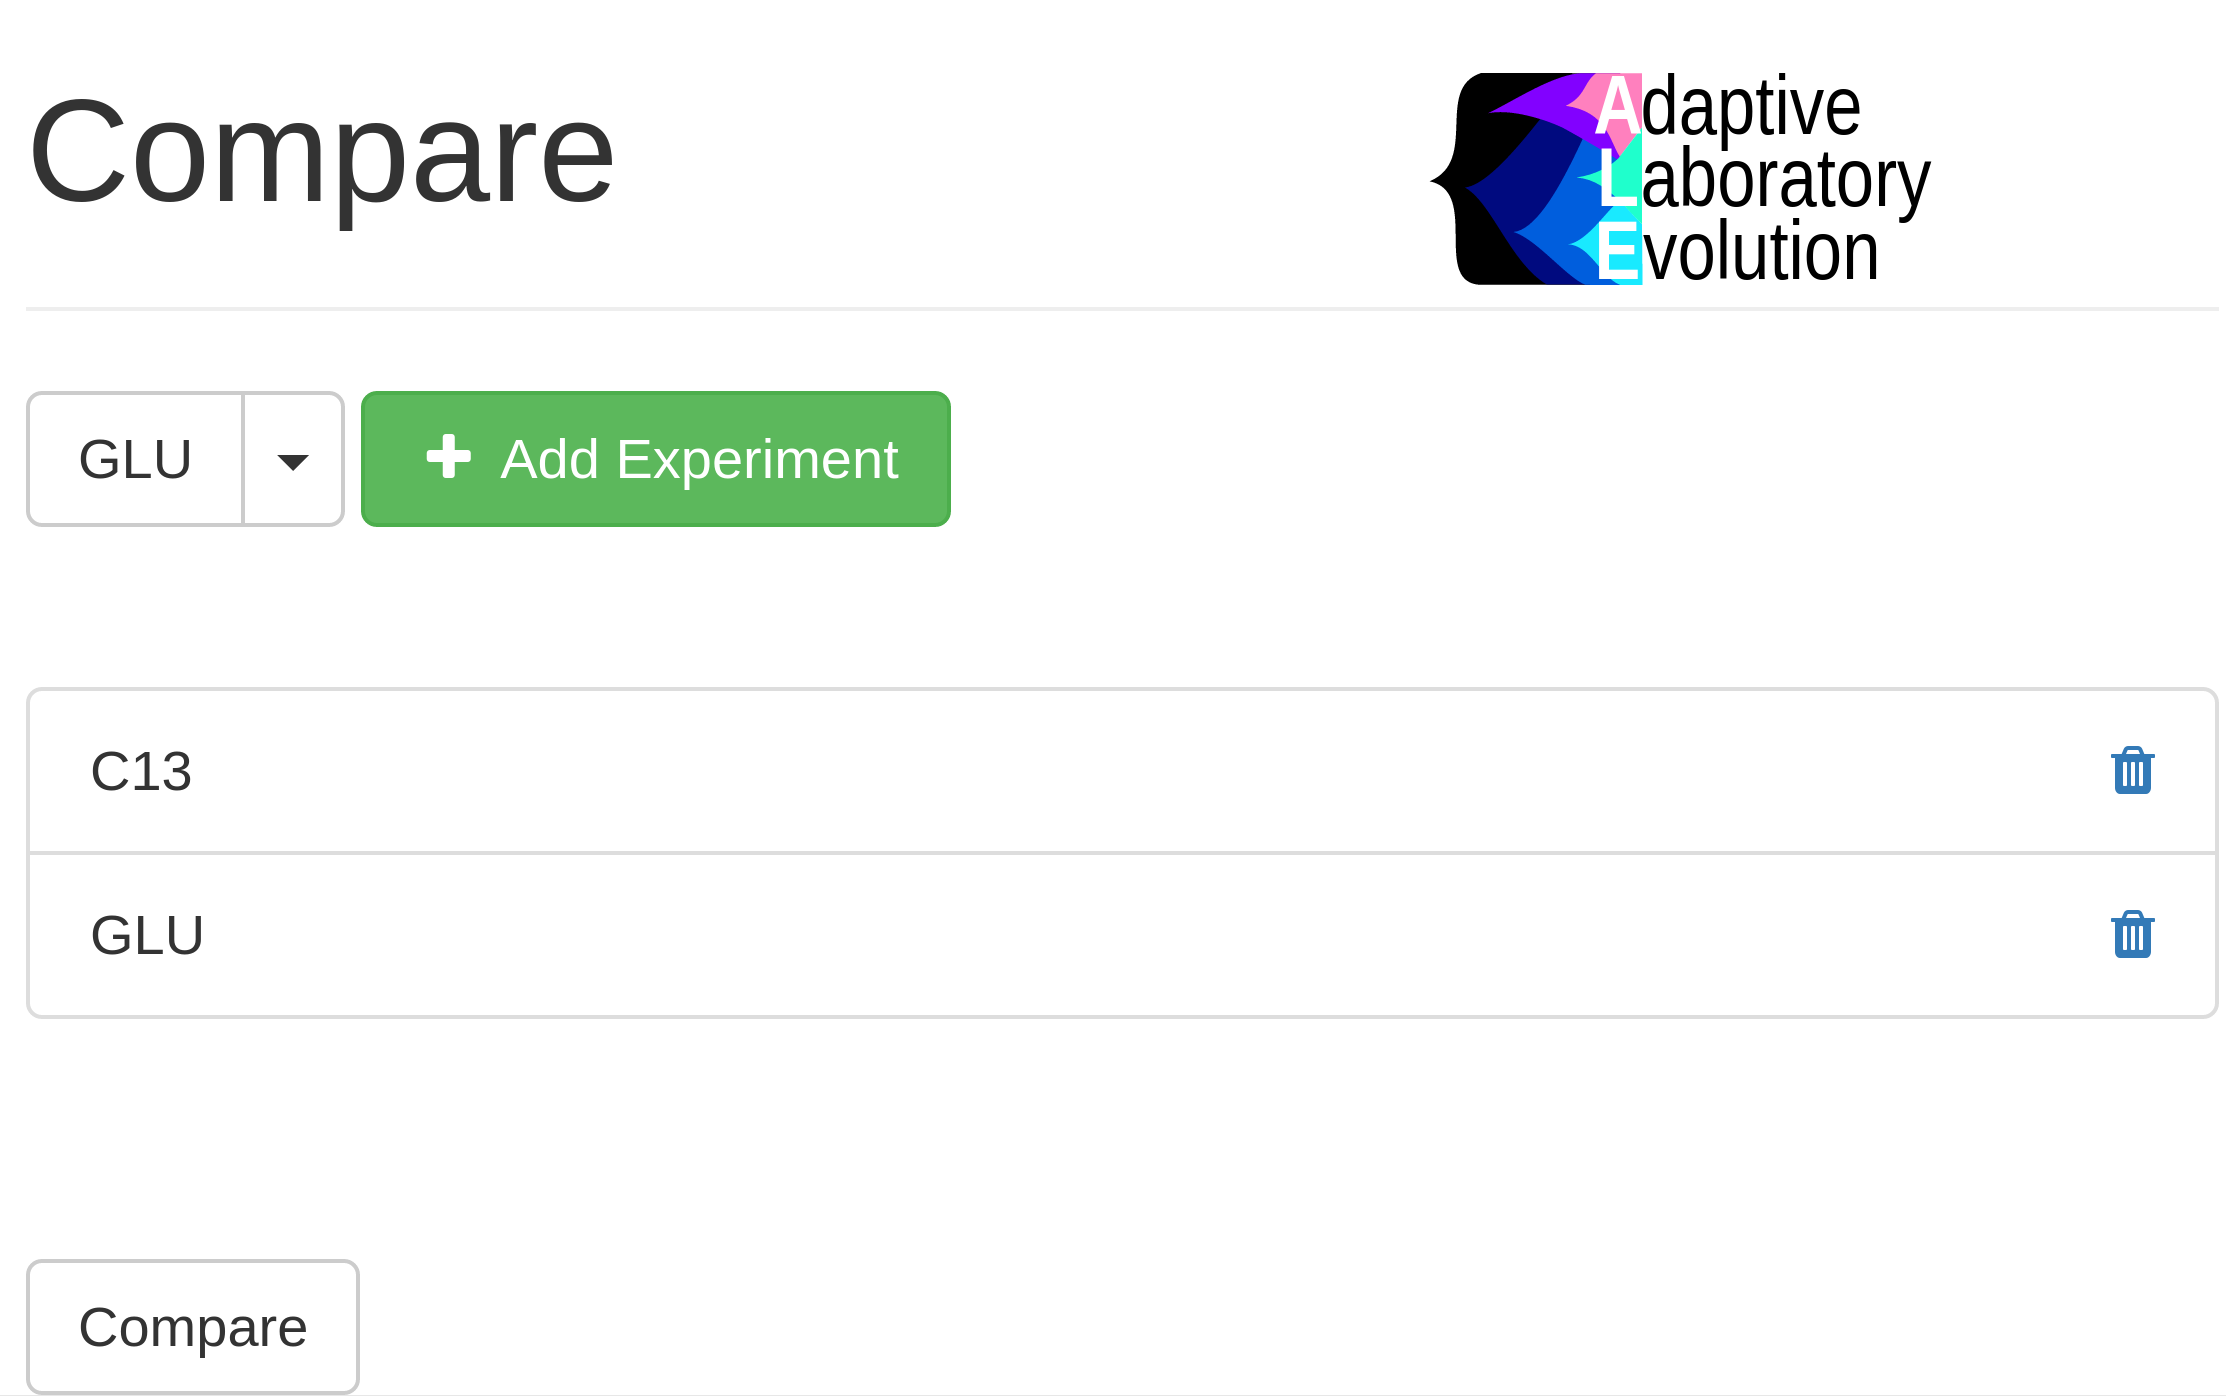 Compare
Adaptive
Laboratory
Evolution
GLU
Add Experiment
C13
GLU
Compare